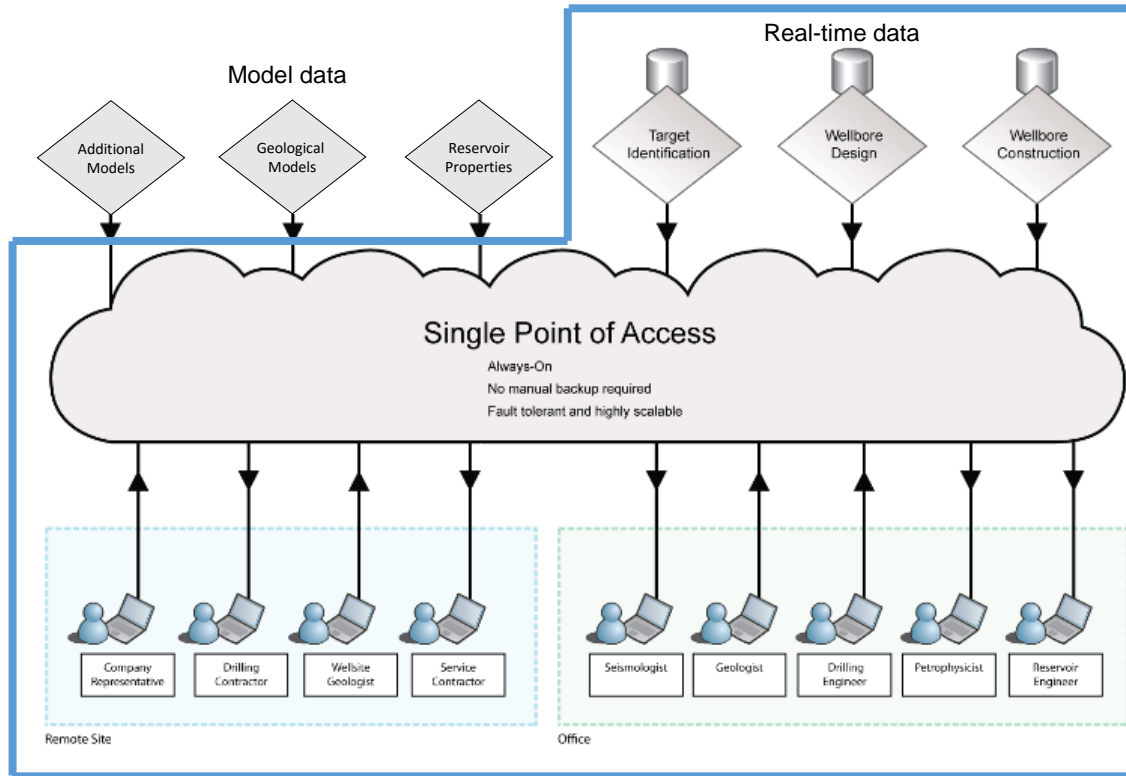 Real-time data
Model data
Additional
Models
Geological
Models
Reservoir
Properties
Target
Identification
Wellbore
Design
Wellbore
Construction
Single Point of Access
Always-On
No manual backup required
Fault tolerant and highly scalable
Company
Representative
Drilling
Contractor
Wellsite
Geologist
Service
Contractor
Seismologist
Geologist
Drilling
Engineer
Petrophysicist
Reservoir
Engineer
Remote Site
Office